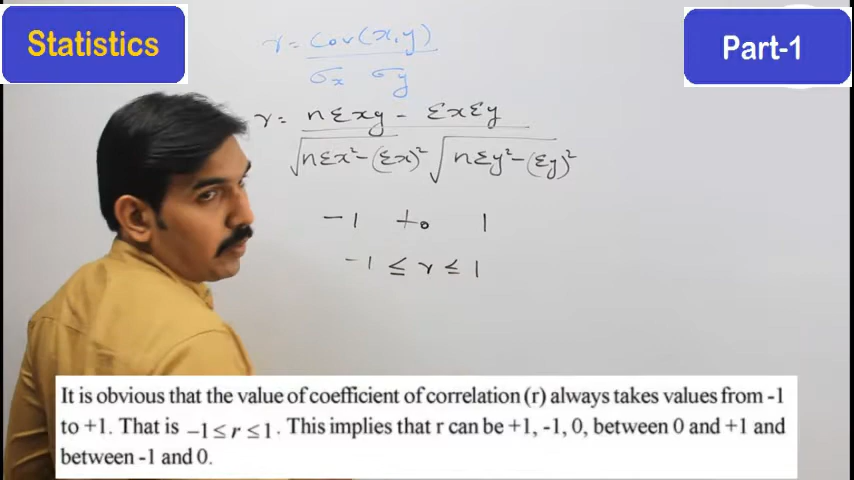 Statistics
Part-1
r = Cov(x,y)
σx σy
r = nΣxy - ΣxΣy
√nΣx²-(Σx)² √nΣy²-(Σy)²
-1 to 1
-1 ≤ r ≤ 1
It is obvious that the value of coefficient of correlation (r) always takes values from -1
to +1. That is -1 ≤ r ≤ 1. This implies that r can be +1, -1, 0, between 0 and +1 and
between -1 and 0.